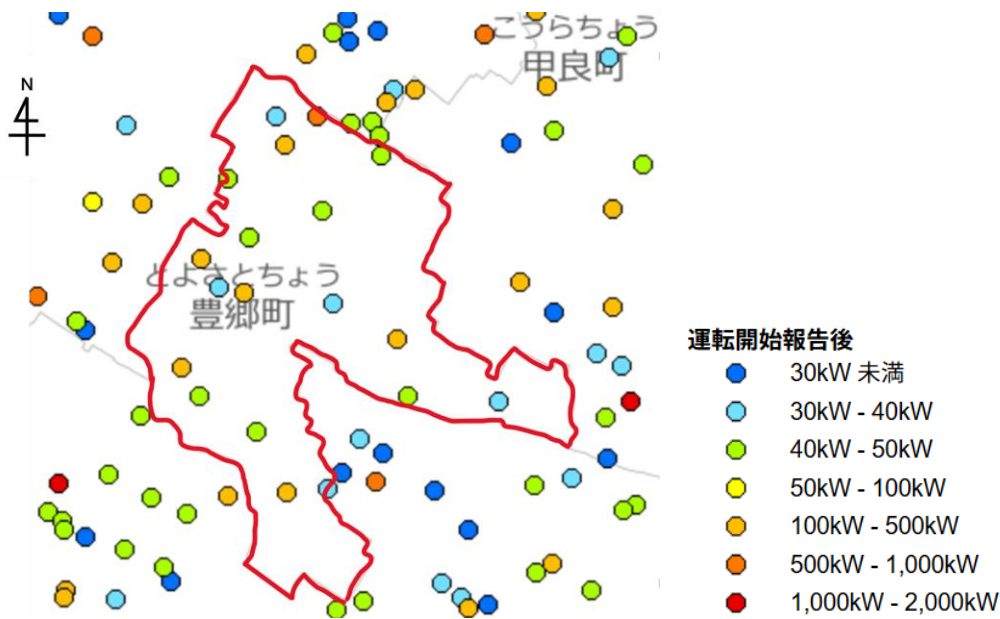 こうらちょう
甲良町
N
とよさとちょう
豊郷町
運転開始報告後
30kW 未満
30kW - 40kW
40kW - 50kW
50kW - 100kW
100kW - 500kW
500kW - 1,000kW
1,000kW - 2,000kW